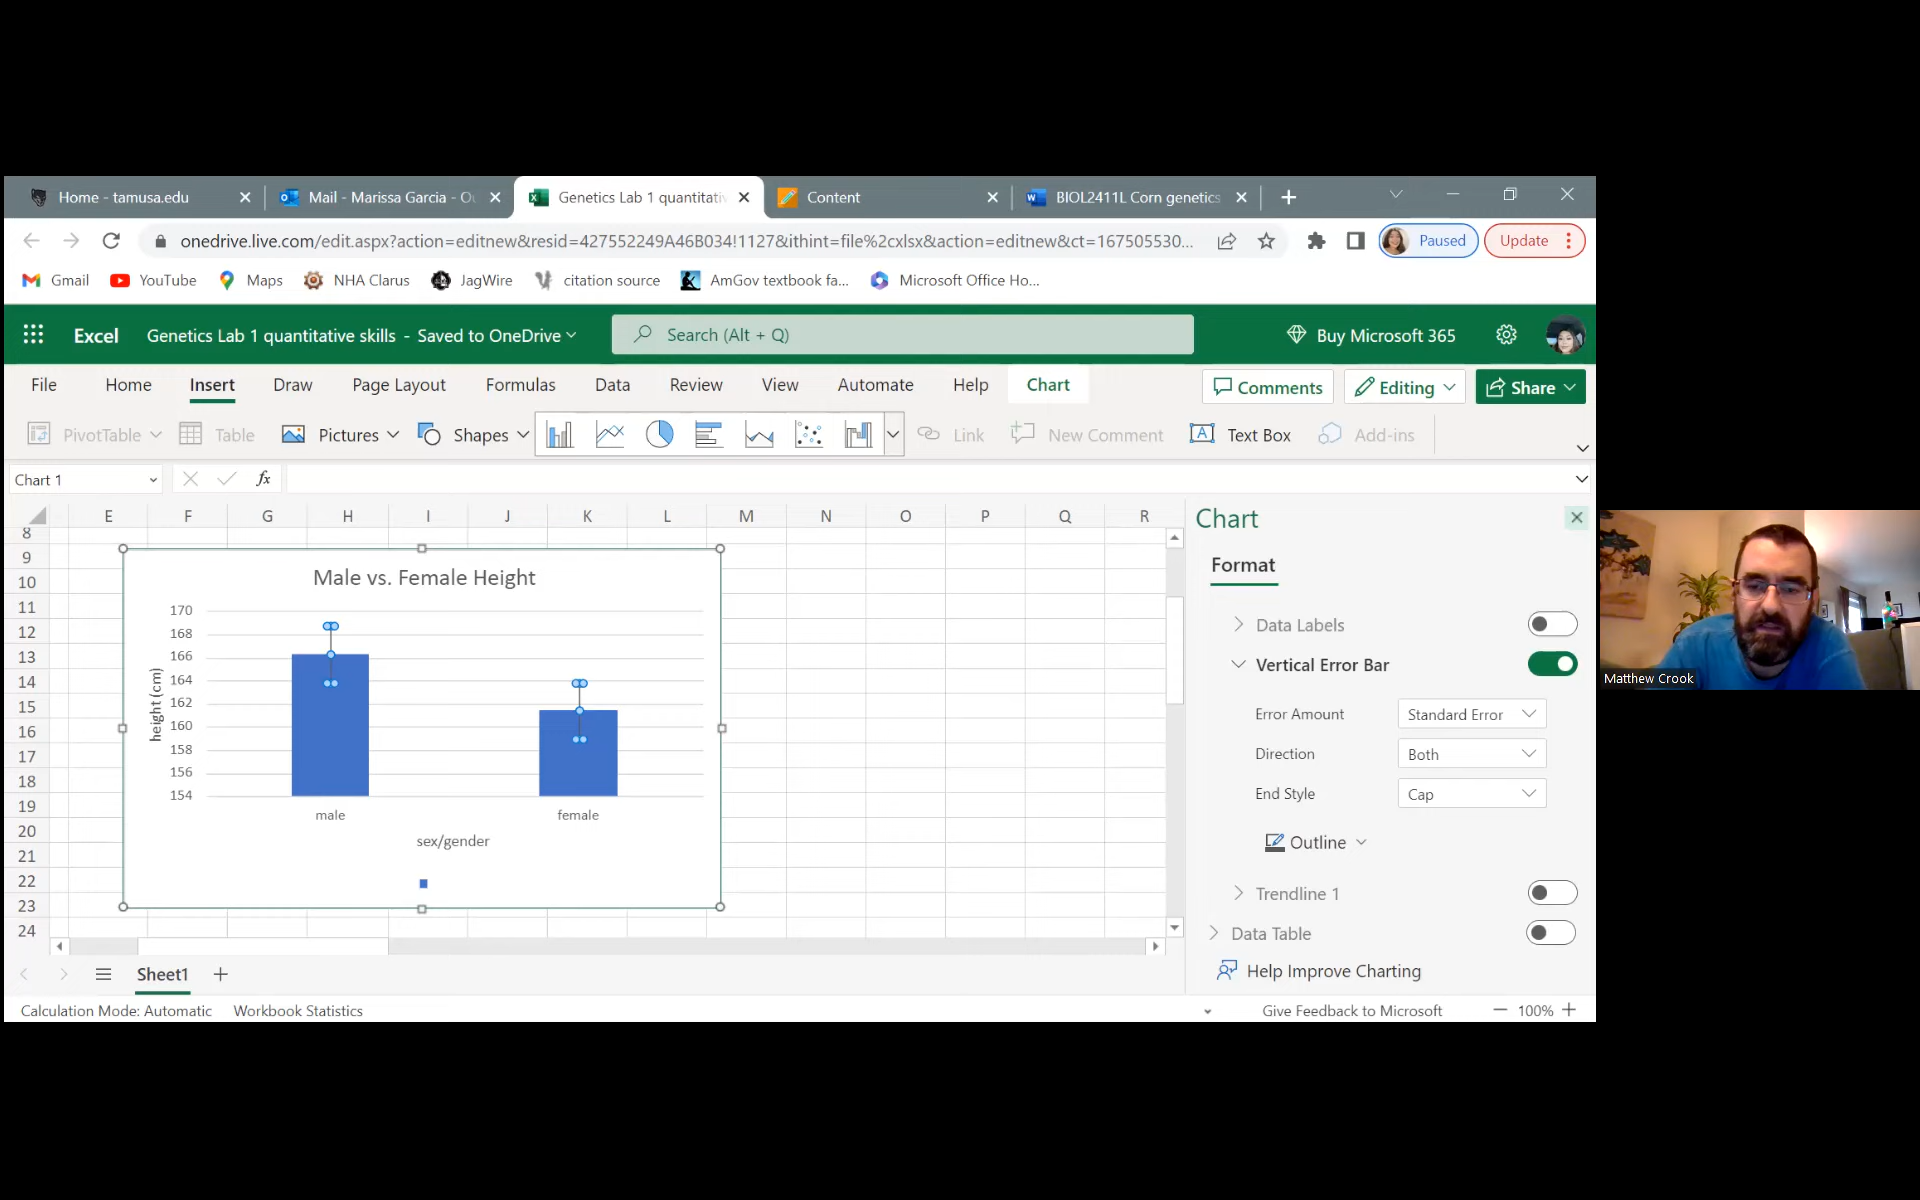 Home - tamusa.edu
Mail - Marissa Garcia - Ou
Genetics Lab 1 quantitativ
Content
BIOL2411L Corn genetics
onedrive.live.com/edit.aspx?action=editnew&resid=427552249A46B034!1127&ithint=file%2cxlsx&action=editnew&ct=167505530...
Paused
Update
Gmail
YouTube
Maps
NHA Clarus
JagWire
citation source
AmGov textbook fa...
Microsoft Office Ho...
Excel
Genetics Lab 1 quantitative skills - Saved to OneDrive
Search (Alt + Q)
Buy Microsoft 365
File Home Insert Draw Page Layout Formulas Data Review View Automate Help Chart
Comments
Editing
Share
PivotTable
Table
Pictures
Shapes
Link
New Comment
Text Box
Add-ins
Chart 1
fx
E F G H I J K L M N O P Q R
8
9
10
11
12
13
14
15
16
17
18
19
20
21
22
23
24
Male vs. Female Height
height (cm)
170
168
166
164
162
160
158
156
154
male female
sex/gender
Chart
Format
Data Labels
Vertical Error Bar
Error Amount Standard Error
Direction Both
End Style Cap
Outline
Trendline 1
Data Table
Help Improve Charting
Sheet1
Calculation Mode: Automatic Workbook Statistics
Give Feedback to Microsoft
100%
Matthew Crook